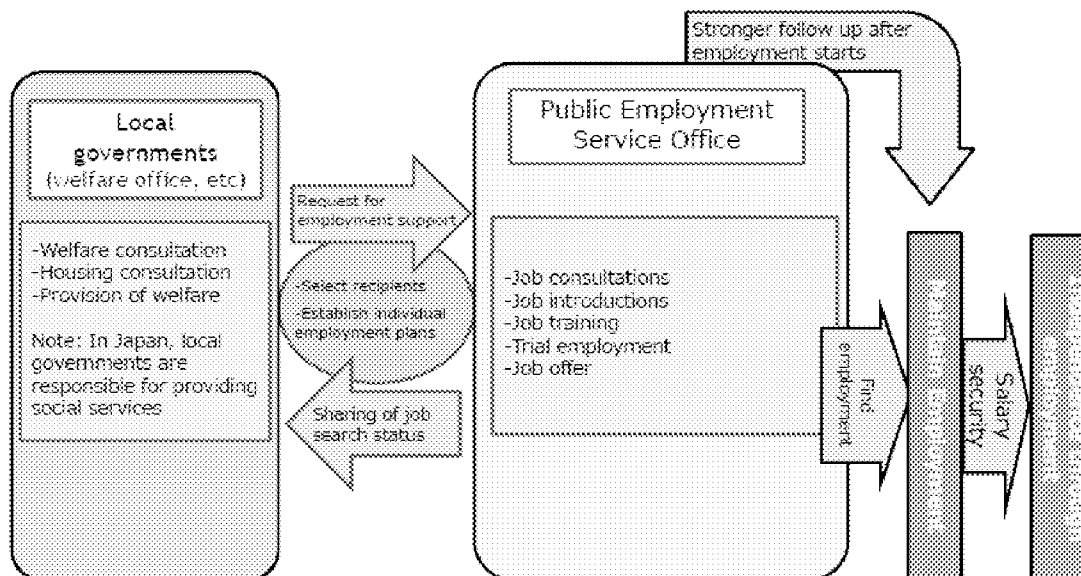 Stronger follow up after
employment starts
Local
governments
(welfare office, etc)
Public Employment
Service Office
Request for
employment support
-Welfare consultation
-Housing consultation
-Provision of welfare
Note: In Japan, local
governments are
responsible for providing
social services
-Select recipients
-Establish individual
employment plans
Sharing of job
search status
-Job consultations
-Job introductions
-Job training
-Trial employment
-Job offer
Find
employment
Salary
security